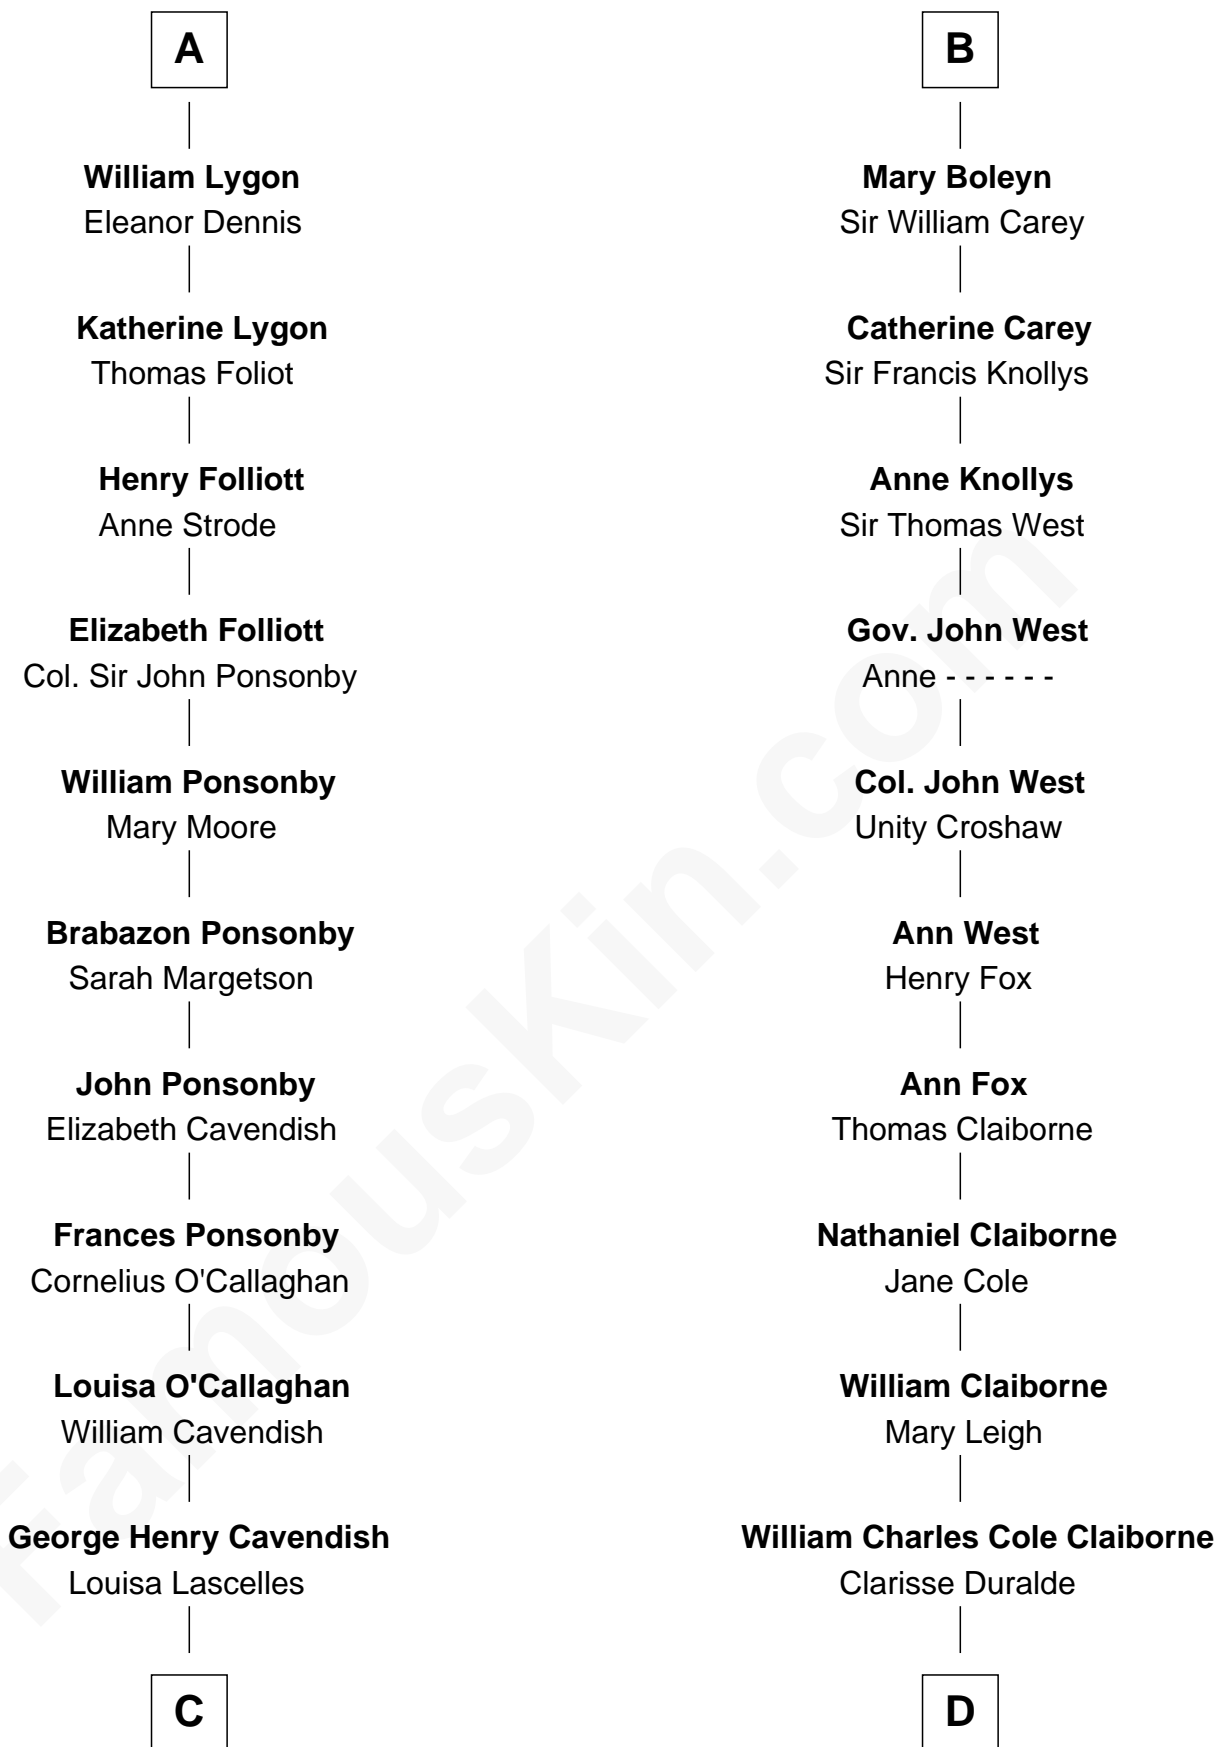 A
William Lygon
Eleanor Dennis
Katherine Lygon
Thomas Foliot
Henry Folliott
Anne Strode
Elizabeth Folliott
Col. Sir John Ponsonby
William Ponsonby
Mary Moore
Brabazon Ponsonby
Sarah Margetson
John Ponsonby
Elizabeth Cavendish
Frances Ponsonby
Cornelius O'Callaghan
Louisa O'Callaghan
William Cavendish
George Henry Cavendish
Louisa Lascelles
C
B
Mary Boleyn
Sir William Carey
Catherine Carey
Sir Francis Knollys
Anne Knollys
Sir Thomas West
Gov. John West
Anne - - - - - -
Col. John West
Unity Croshaw
Ann West
Henry Fox
Ann Fox
Thomas Claiborne
Nathaniel Claiborne
Jane Cole
William Claiborne
Mary Leigh
William Charles Cole Claiborne
Clarisse Duralde
D
FamousKin.com